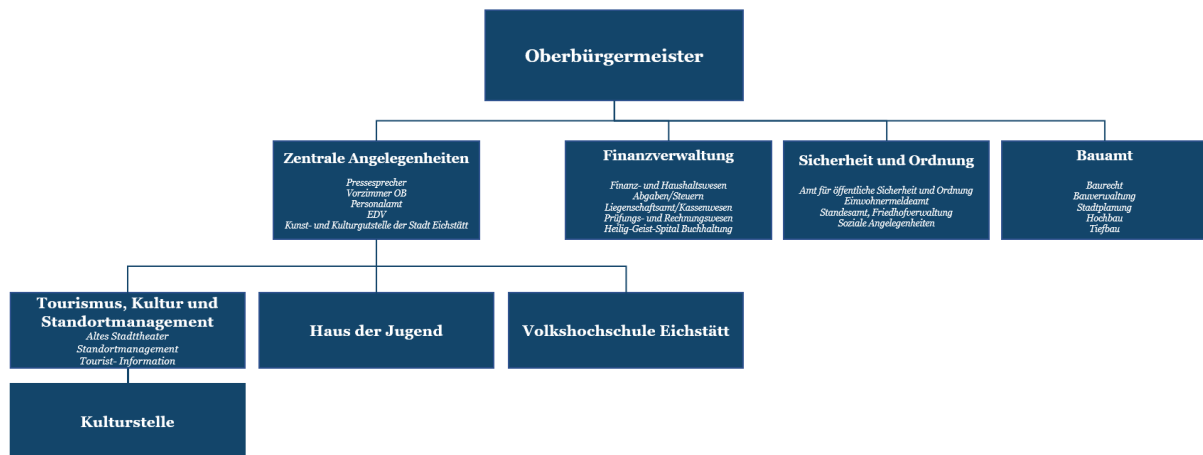 Oberbürgermeister
Zentrale Angelegenheiten
Pressesprecher
Vorzimmer OB
Personalamt
EDV
Kunst- und Kulturgutstelle der Stadt Eichstätt
Finanzverwaltung
Finanz- und Haushaltswesen
Abgaben/Steuern
Liegenschaftsamt/Kassenwesen
Prüfungs- und Rechnungswesen
Heilig-Geist-Spital Buchhaltung
Sicherheit und Ordnung
Amt für öffentliche Sicherheit und Ordnung
Einwohnermeldeamt
Standesamt, Friedhofverwaltung
Soziale Angelegenheiten
Bauamt
Baurecht
Bauverwaltung
Stadtplanung
Hochbau
Tiefbau
Tourismus, Kultur und
Standortmanagement
Altes Stadttheater
Standortmanagement
Tourist- Information
Haus der Jugend
Volkshochschule Eichstätt
Kulturstelle